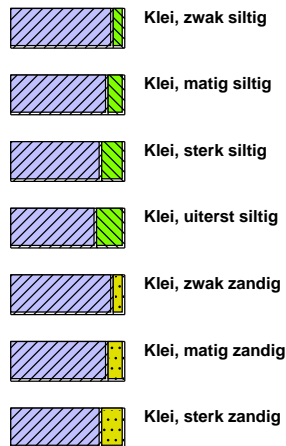 Klei, zwak siltig
Klei, matig siltig
Klei, sterk siltig
Klei, uiterst siltig
Klei, zwak zandig
Klei, matig zandig
Klei, sterk zandig